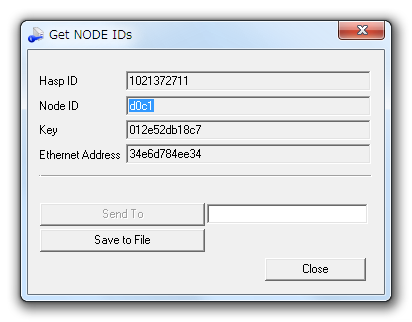 Get NODE IDs
Hasp ID 1021372711
Node ID d0c1
Key 012e52db18c7
Ethernet Address 34e6d784ee34
Send To
Save to File
Close